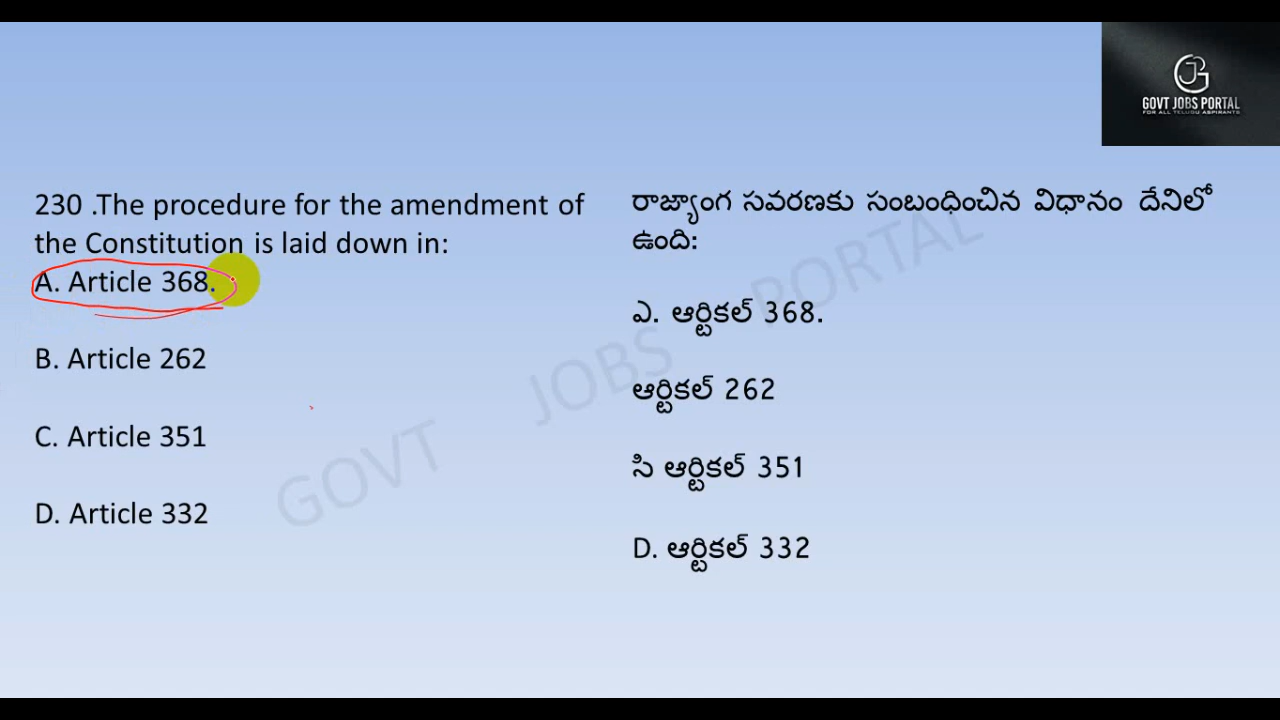 GOVT JOBS PORTAL
FOR ALL TELUGU ASPIRANTS
230 .The procedure for the amendment of
the Constitution is laid down in:
A. Article 368.
B. Article 262
C. Article 351
D. Article 332
రాజ్యాంగ సవరణకు సంబంధించిన విధానం దేనిలో
ఉంది:
ఎ. ఆర్టికల్ 368.
ఆర్టికల్ 262
సి ఆర్టికల్ 351
D. ఆర్టికల్ 332
GOVT JOBS PORTAL